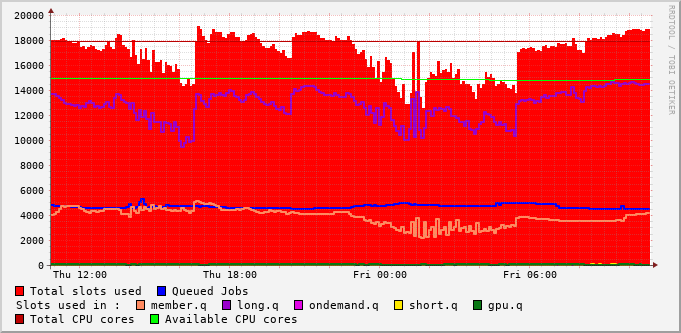 20000
18000
16000
14000
12000
10000
8000
6000
4000
2000
0
Thu 12:00 Thu 18:00 Fri 00:00 Fri 06:00
Total slots used Queued Jobs
Slots used in : member.q long.q ondemand.q short.q gpu.q
Total CPU cores Available CPU cores
RRDTOOL / TOBI OETIKER